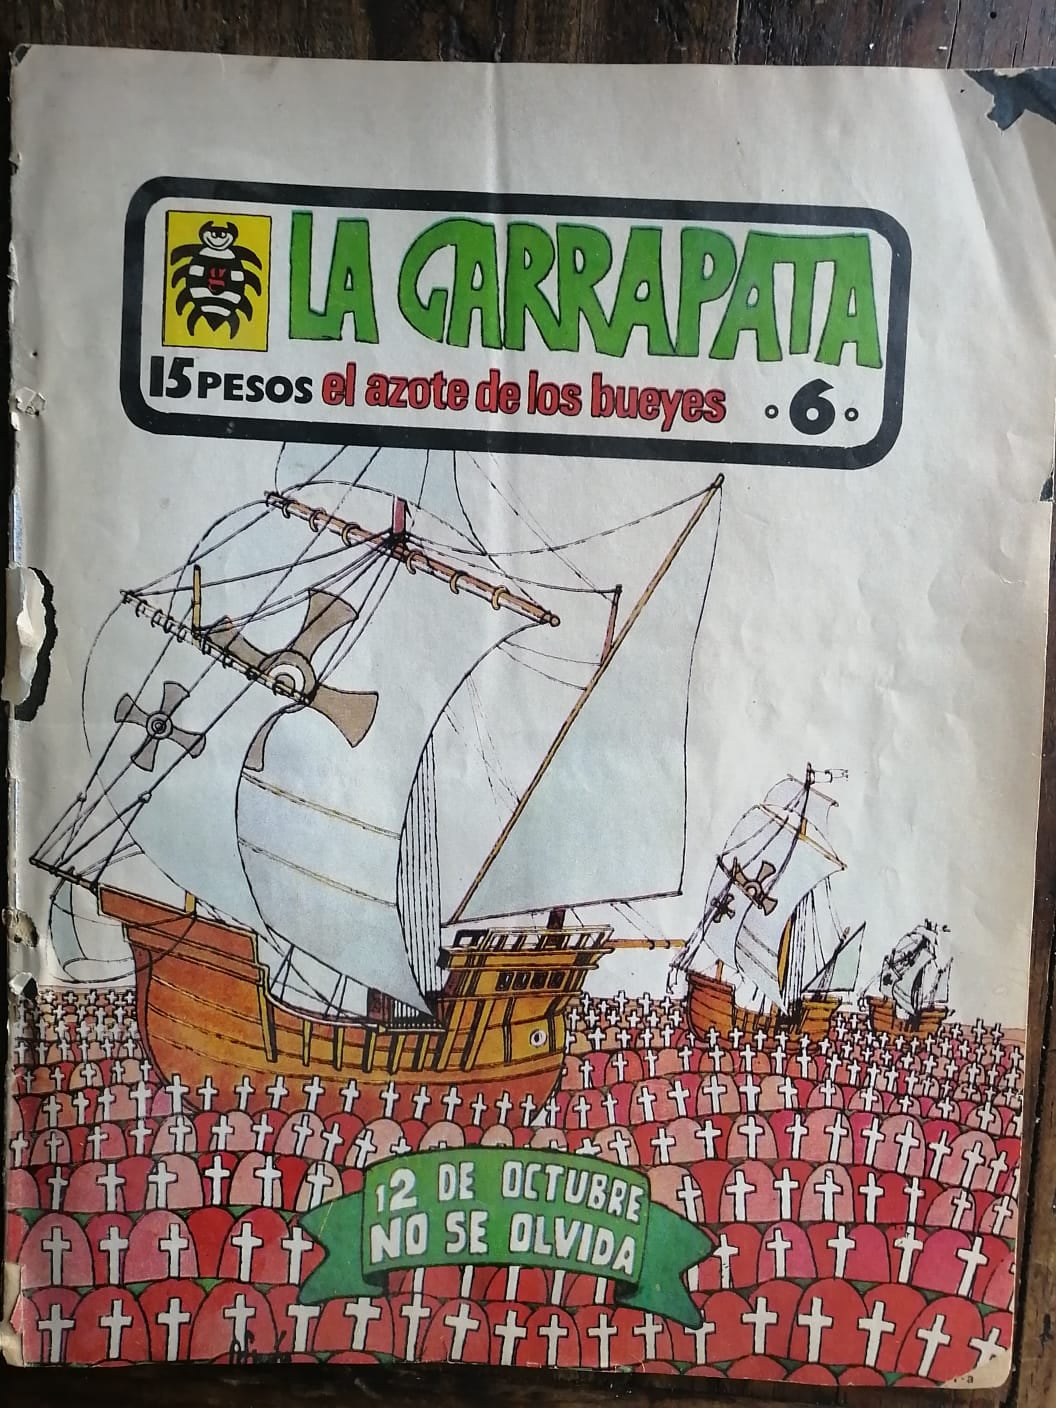 LA GARRAPATA
15 PESOS el azote de los bueyes 6
12 DE OCTUBRE
NO SE OLVIDA